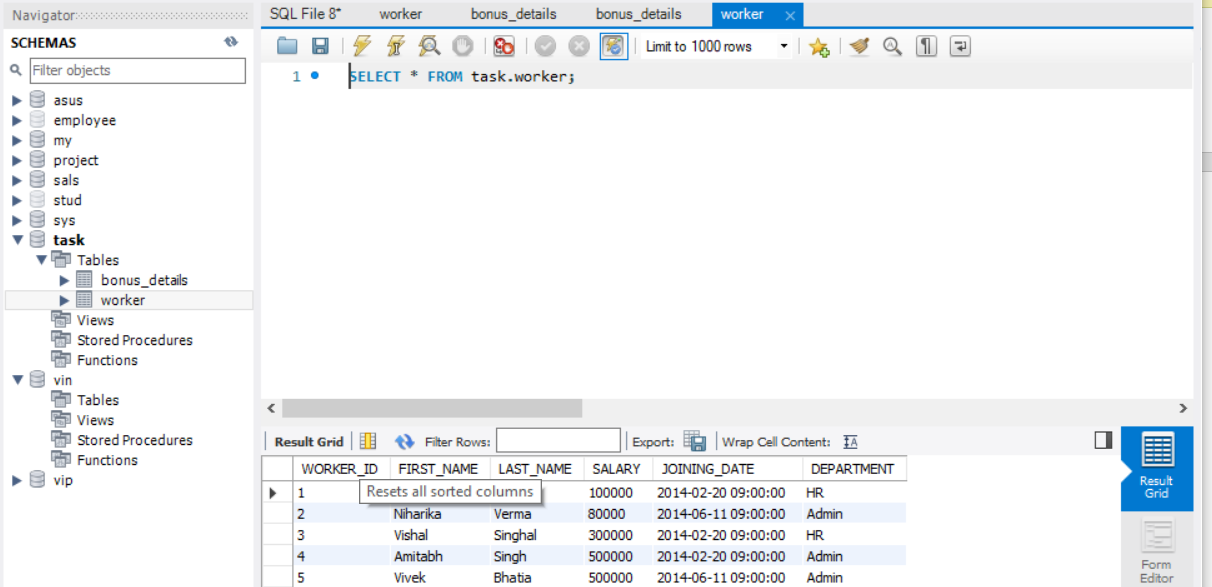 Navigator
SQL File 8* worker bonus_details bonus_details worker ×
SCHEMAS
Limit to 1000 rows
Filter objects
1 SELECT * FROM task.worker;
asus
employee
my
project
sals
stud
sys
task
Tables
bonus_details
worker
Views
Stored Procedures
Functions
vin
Tables
Views
Stored Procedures
Functions
vip
Result Grid Filter Rows: Export: Wrap Cell Content: IA
WORKER_ID FIRST_NAME LAST_NAME SALARY JOINING_DATE DEPARTMENT
1 100000 2014-02-20 09:00:00 HR
Resets all sorted columns
2 Niharika Verma 80000 2014-06-11 09:00:00 Admin
3 Vishal Singhal 300000 2014-02-20 09:00:00 HR
4 Amitabh Singh 500000 2014-02-20 09:00:00 Admin
5 Vivek Bhatia 500000 2014-06-11 09:00:00 Admin
Result
Grid
Form
Editor